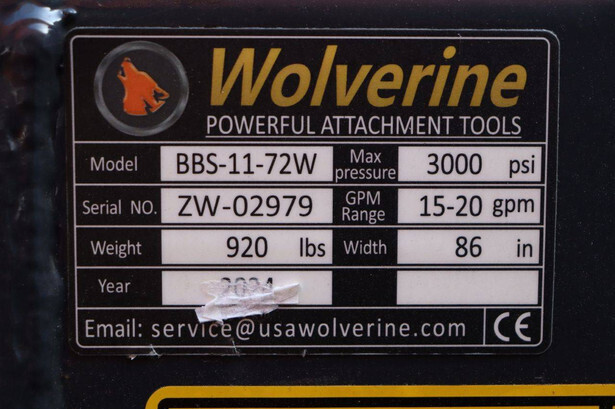 Wolverine
POWERFUL ATTACHMENT TOOLS
Model BBS-11-72W Max pressure 3000 psi
Serial NO. ZW-02979 GPM Range 15-20 gpm
Weight 920 lbs Width 86 in
Year
Email: service@usawolverine.com CE